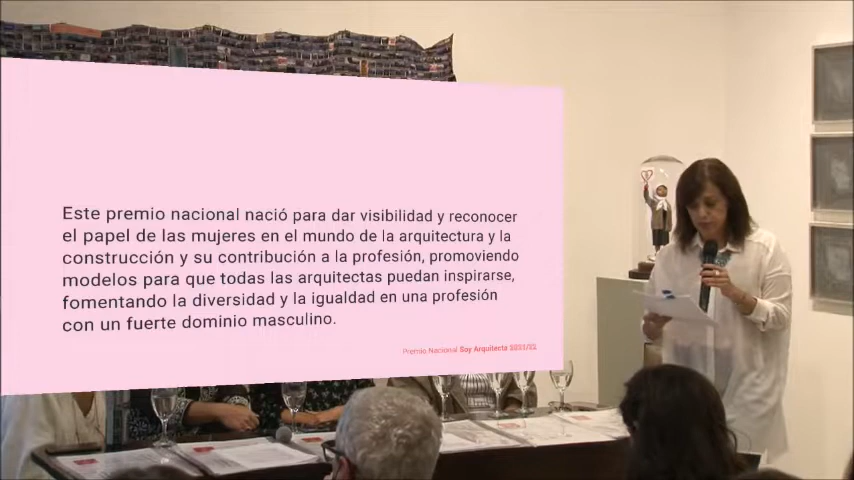 Este premio nacional nació para dar visibilidad y reconocer
el papel de las mujeres en el mundo de la arquitectura y la
construcción y su contribución a la profesión, promoviendo
modelos para que todas las arquitectas puedan inspirarse,
fomentando la diversidad y la igualdad en una profesión
con un fuerte dominio masculino.
Premio Nacional Soy Arquitecta